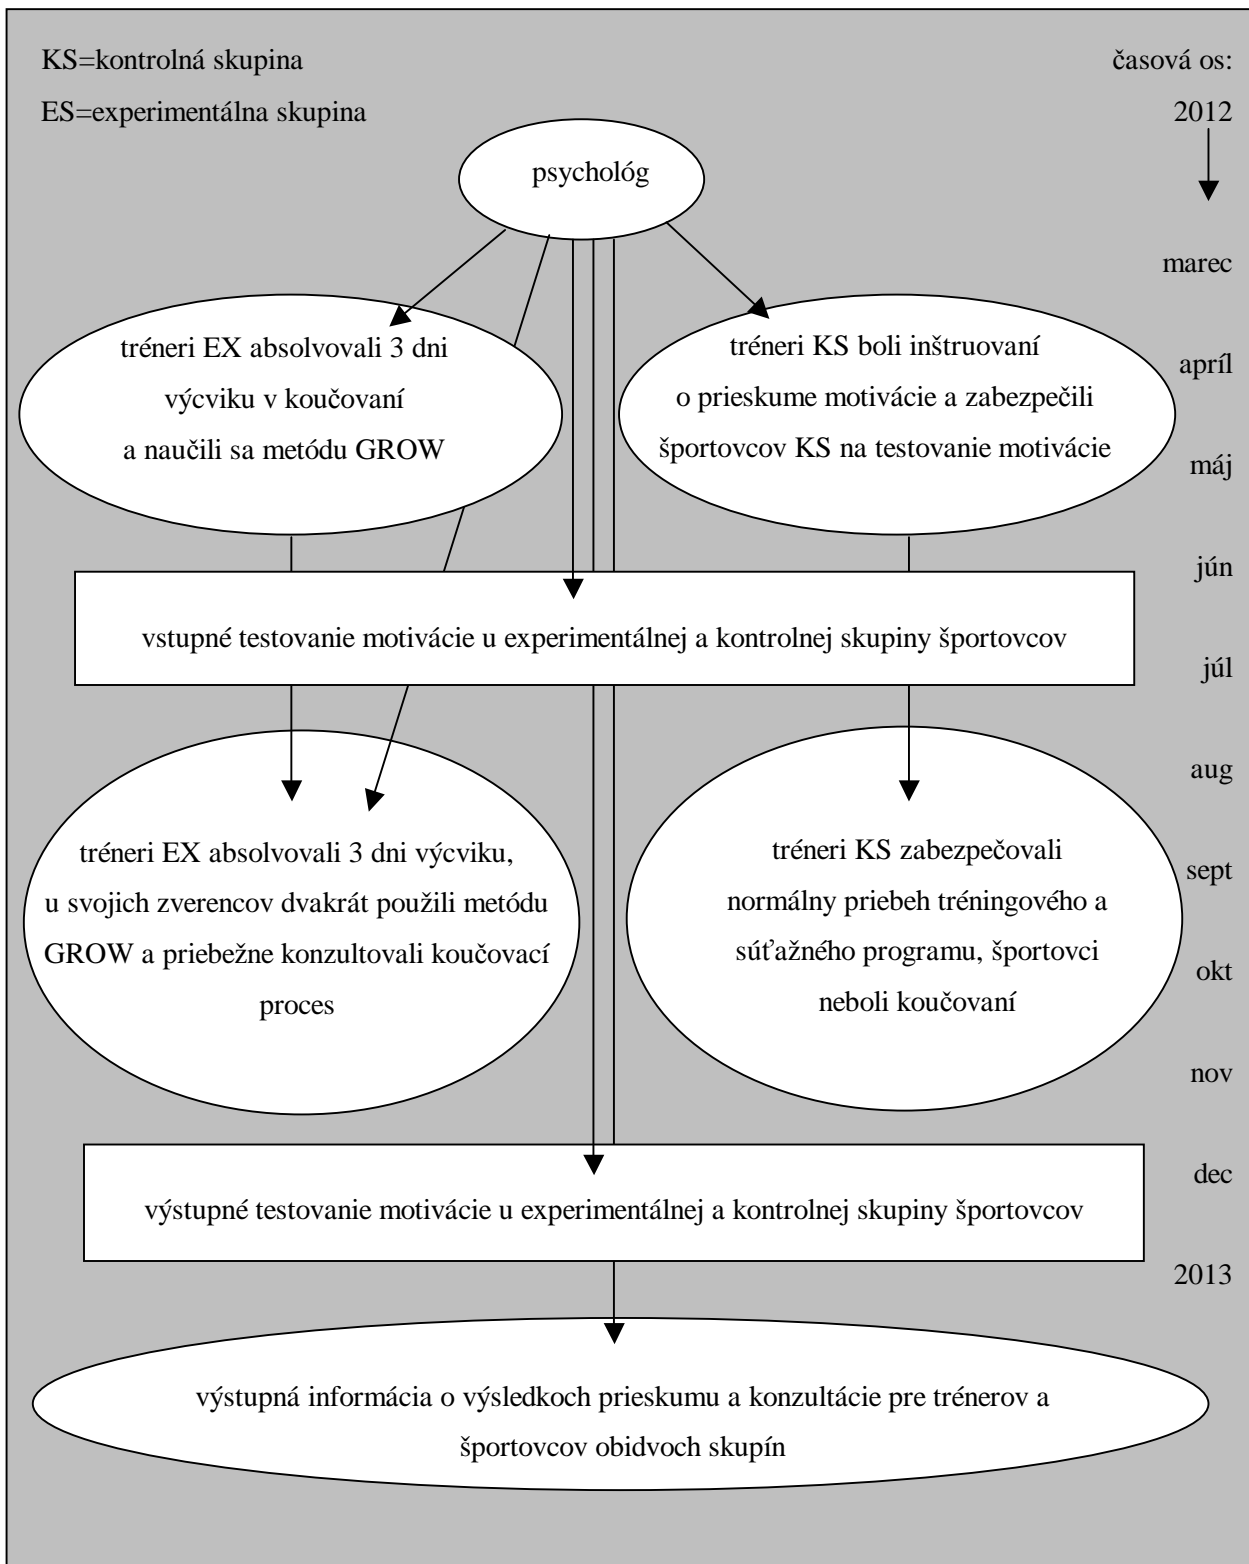 KS=kontrolná skupina
ES=experimentálna skupina
časová os:
2012
psychológ
marec
apríl
máj
jún
júl
aug
sept
okt
nov
dec
2013
tréneri EX absolvovali 3 dni
výcviku v koučovaní
a naučili sa metódu GROW
tréneri KS boli inštruovaní
o prieskume motivácie a zabezpečili
športovcov KS na testovanie motivácie
vstupné testovanie motivácie u experimentálnej a kontrolnej skupiny športovcov
tréneri EX absolvovali 3 dni výcviku,
u svojich zverencov dvakrát použili metódu
GROW a priebežne konzultovali koučovací
proces
tréneri KS zabezpečovali
normálny priebeh tréningového a
súťažného programu, športovci
neboli koučovaní
výstupné testovanie motivácie u experimentálnej a kontrolnej skupiny športovcov
výstupná informácia o výsledkoch prieskumu a konzultácie pre trénerov a
športovcov obidvoch skupín